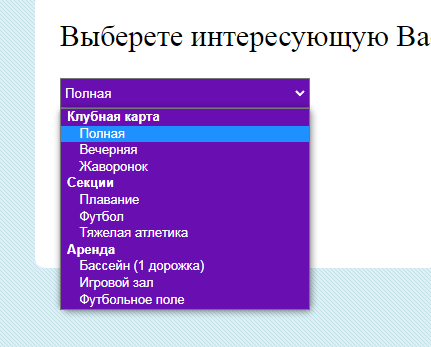 Выберете интересующую Ва
Полная
Клубная карта
Полная
Вечерняя
Жаворонок
Секции
Плавание
Футбол
Тяжелая атлетика
Аренда
Бассейн (1 дорожка)
Игровой зал
Футбольное поле